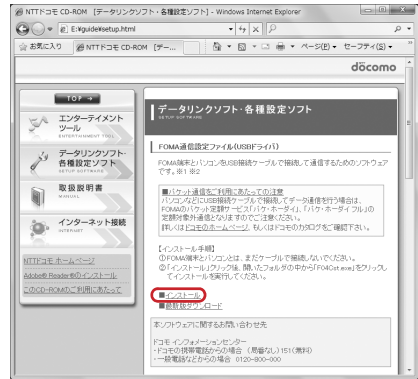 NTTドコモ CD-ROM [データリンクソフト・各種設定ソフト] - Windows Internet Explorer
E:¥guide¥setup.html
お気に入り
NTTドコモ CD-ROM [デー...
ページ(P)
セーフティ(S)
döcomo
TOP
エンターテイメント
ツール
ENTERTAINMENT TOOL
データリンクソフト・
各種設定ソフト
SETUP SOFTWARE
取扱説明書
MANUAL
インターネット接続
INTERNET
NTTドコモ ホームページ
Adobe® Reader®のインストール
このCD-ROMのご利用にあたって
データリンクソフト・各種設定ソフト
SETUP SOFTWARE
FOMA通信設定ファイル(USBドライバ)
FOMA端末とパソコンをUSB接続ケーブルで接続して通信するためのソフトウェア
です。※1 ※2
■パケット通信をご利用にあたっての注意
パソコンなどにUSB接続ケーブルで接続してデータ通信を行う場合は、
FOMAのパケット定額サービス「パケ・ホーダイ」、「パケ・ホーダイフル」の
定額対象外通信となりますのでご注意ください。
詳しくはドコモのホームページ、もしくはドコモのカタログをご確認下さい。
【インストール手順】
①FOMA端末とパソコンとは、まだケーブルで接続しないでください。
②「インストール」クリック後、開いたフォルダの中から「F04Cst.exe」をクリックし
てインストールを実行してください。
■インストール
■最新版ダウンロード
本ソフトウェアに関するお問い合わせ先
ドコモ・インフォメーションセンター
・ドコモの携帯電話からの場合 (局番なし)151(無料)
・一般電話などからの場合 0120-800-000